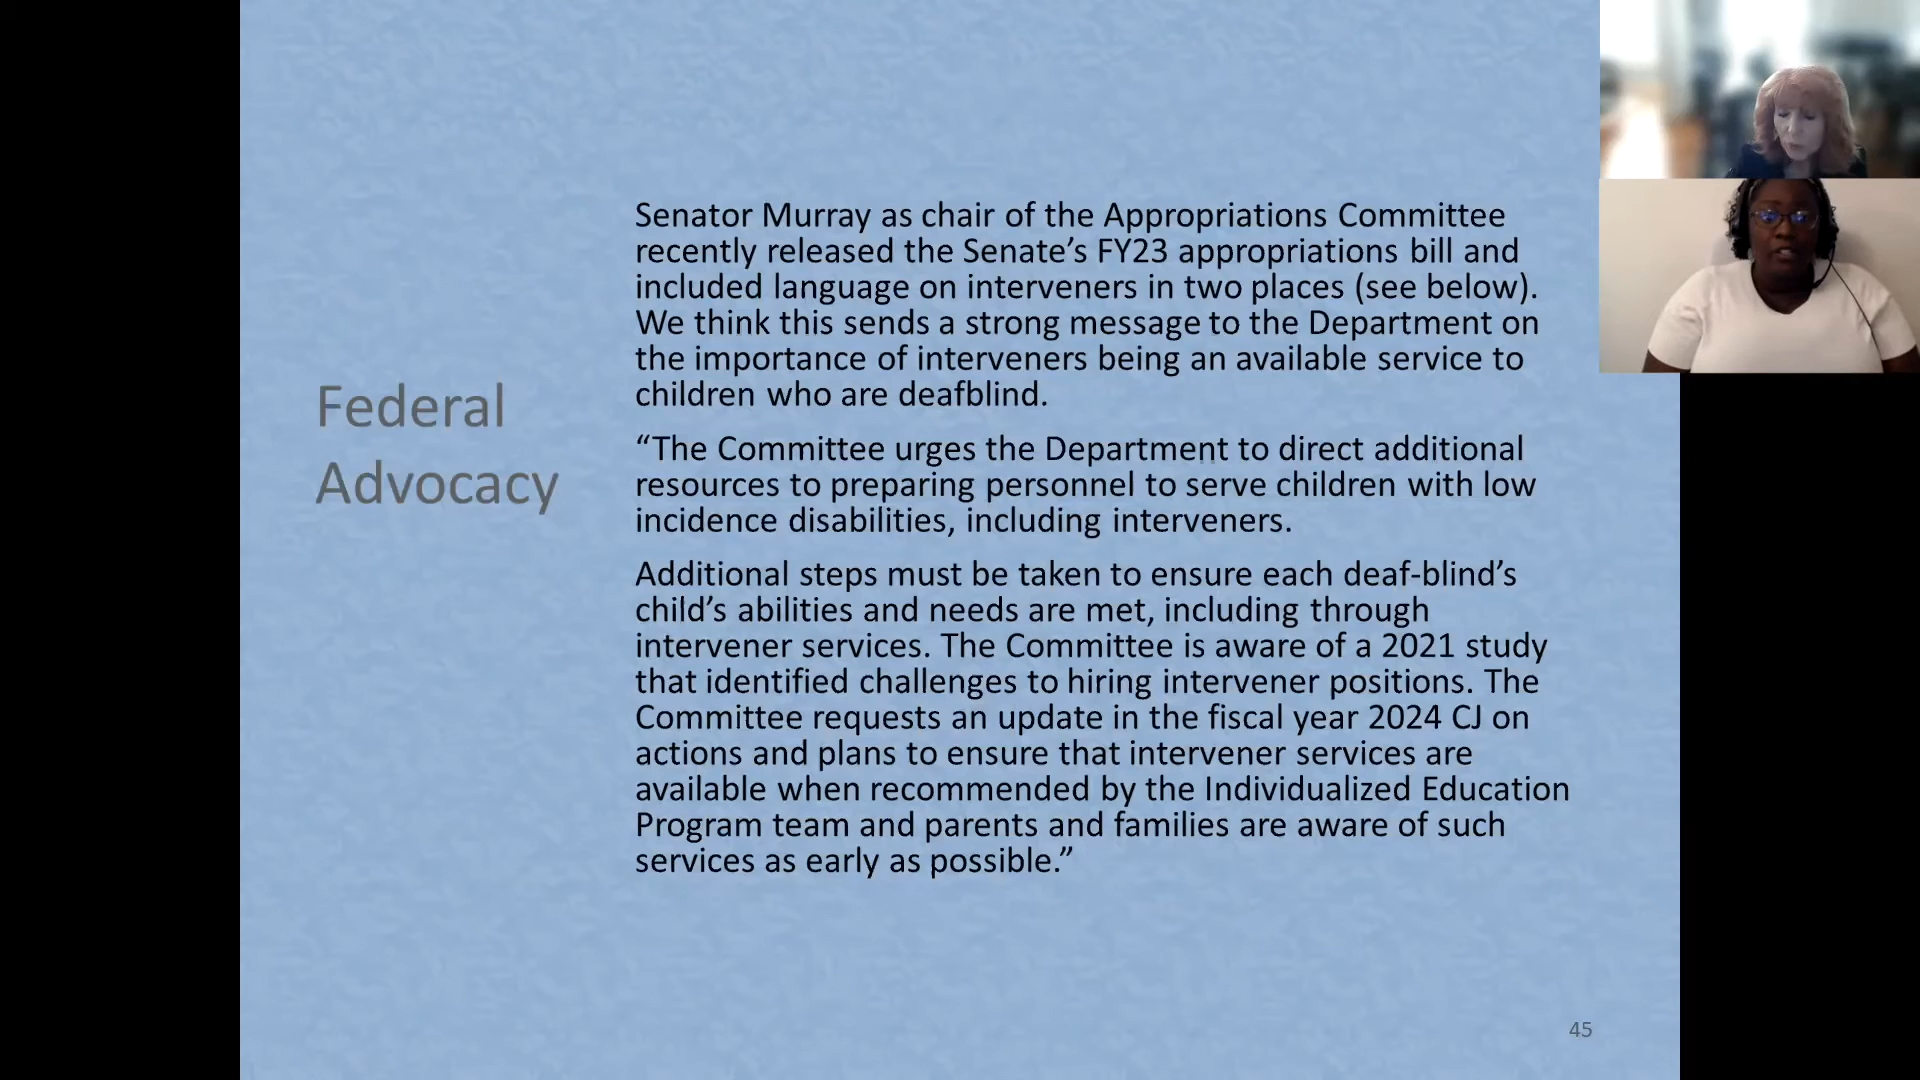 Federal
Advocacy
Senator Murray as chair of the Appropriations Committee
recently released the Senate’s FY23 appropriations bill and
included language on interveners in two places (see below).
We think this sends a strong message to the Department on
the importance of interveners being an available service to
children who are deafblind.
“The Committee urges the Department to direct additional
resources to preparing personnel to serve children with low
incidence disabilities, including interveners.
Additional steps must be taken to ensure each deaf-blind’s
child’s abilities and needs are met, including through
intervener services. The Committee is aware of a 2021 study
that identified challenges to hiring intervener positions. The
Committee requests an update in the fiscal year 2024 CJ on
actions and plans to ensure that intervener services are
available when recommended by the Individualized Education
Program team and parents and families are aware of such
services as early as possible.”
45